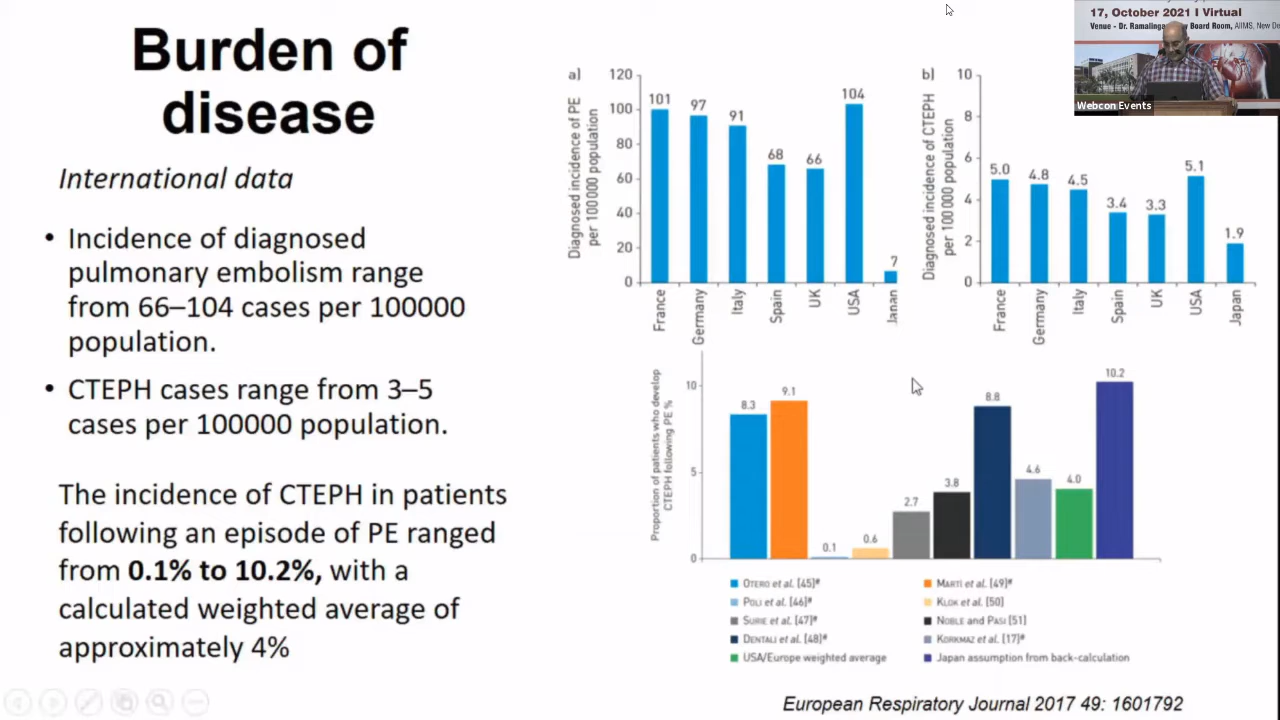 Burden of
disease
International data
• Incidence of diagnosed
pulmonary embolism range
from 66–104 cases per 100000
population.
• CTEPH cases range from 3–5
cases per 100000 population.
The incidence of CTEPH in patients
following an episode of PE ranged
from 0.1% to 10.2%, with a
calculated weighted average of
approximately 4%
17, October 2021 I Virtual
Venue - Dr. Board Room, AIIMS, New
Webcon Events
a)
Diagnosed incidence of PE
per 100 000 population
120
100
80
60
40
20
0
101
97
91
68
66
104
7
France
Germany
Italy
Spain
UK
USA
Japan
b)
Diagnosed incidence of CTEPH
per 100 000 population
10
8
6
4
2
0
5.0
4.8
4.5
3.4
3.3
5.1
1.9
France
Germany
Italy
Spain
UK
USA
Japan
Proportion of patients who develop
CTEPH following PE %
10
5
0
8.3
9.1
0.1
0.6
2.7
3.8
8.8
4.6
4.0
10.2
OTERO et al. [45]#
MARTÍ et al. [49]#
POLI et al. [46]#
KLOK et al. [50]
SURIE et al. [47]#
NOBLE and PASI [51]
DENTALI et al. [48]#
KORKMAZ et al. [17]#
USA/Europe weighted average
Japan assumption from back-calculation
European Respiratory Journal 2017 49: 1601792